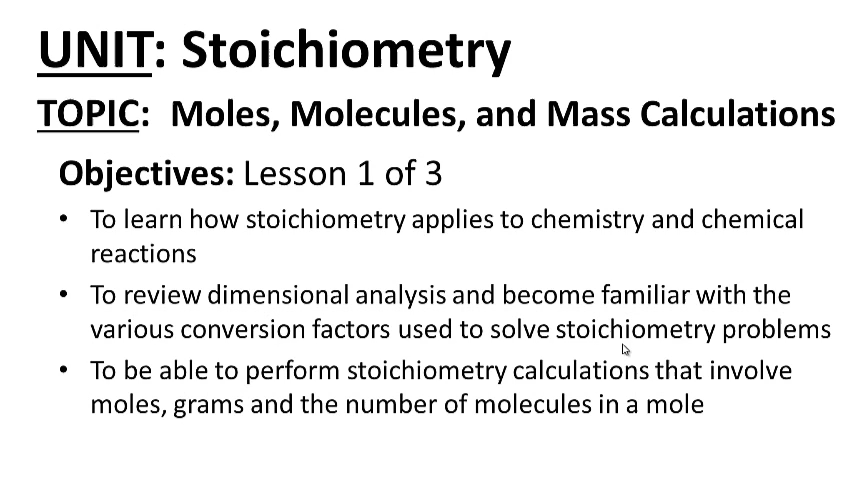 UNIT: Stoichiometry
TOPIC: Moles, Molecules, and Mass Calculations
Objectives: Lesson 1 of 3
• To learn how stoichiometry applies to chemistry and chemical
reactions
• To review dimensional analysis and become familiar with the
various conversion factors used to solve stoichiometry problems
• To be able to perform stoichiometry calculations that involve
moles, grams and the number of molecules in a mole